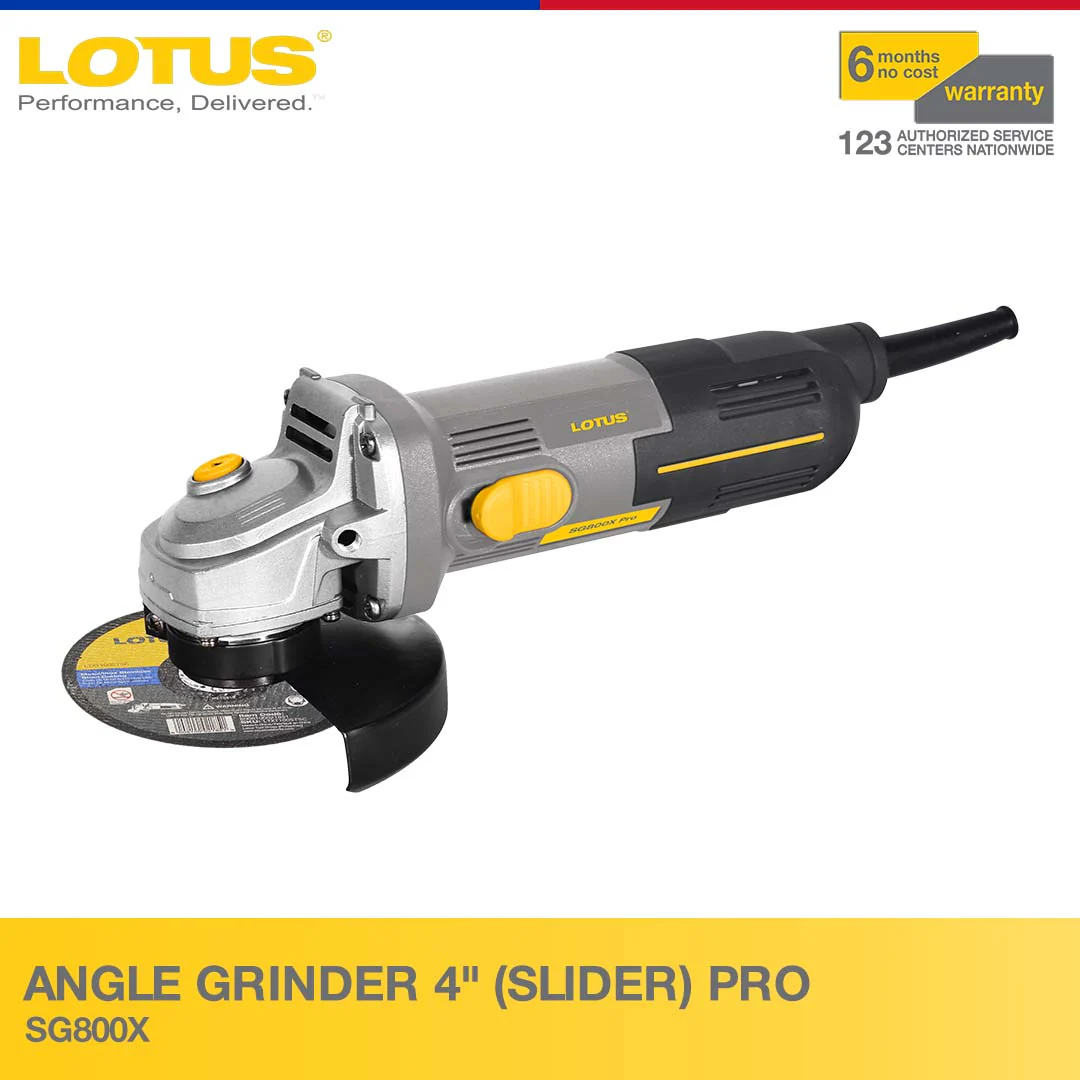 LOTUS®
Performance, Delivered.™
6 months
no cost
warranty
123 AUTHORIZED SERVICE
CENTERS NATIONWIDE
LOTUS
SG800X Pro
LOTUS
WARNING
ANGLE GRINDER 4" (SLIDER) PRO
SG800X